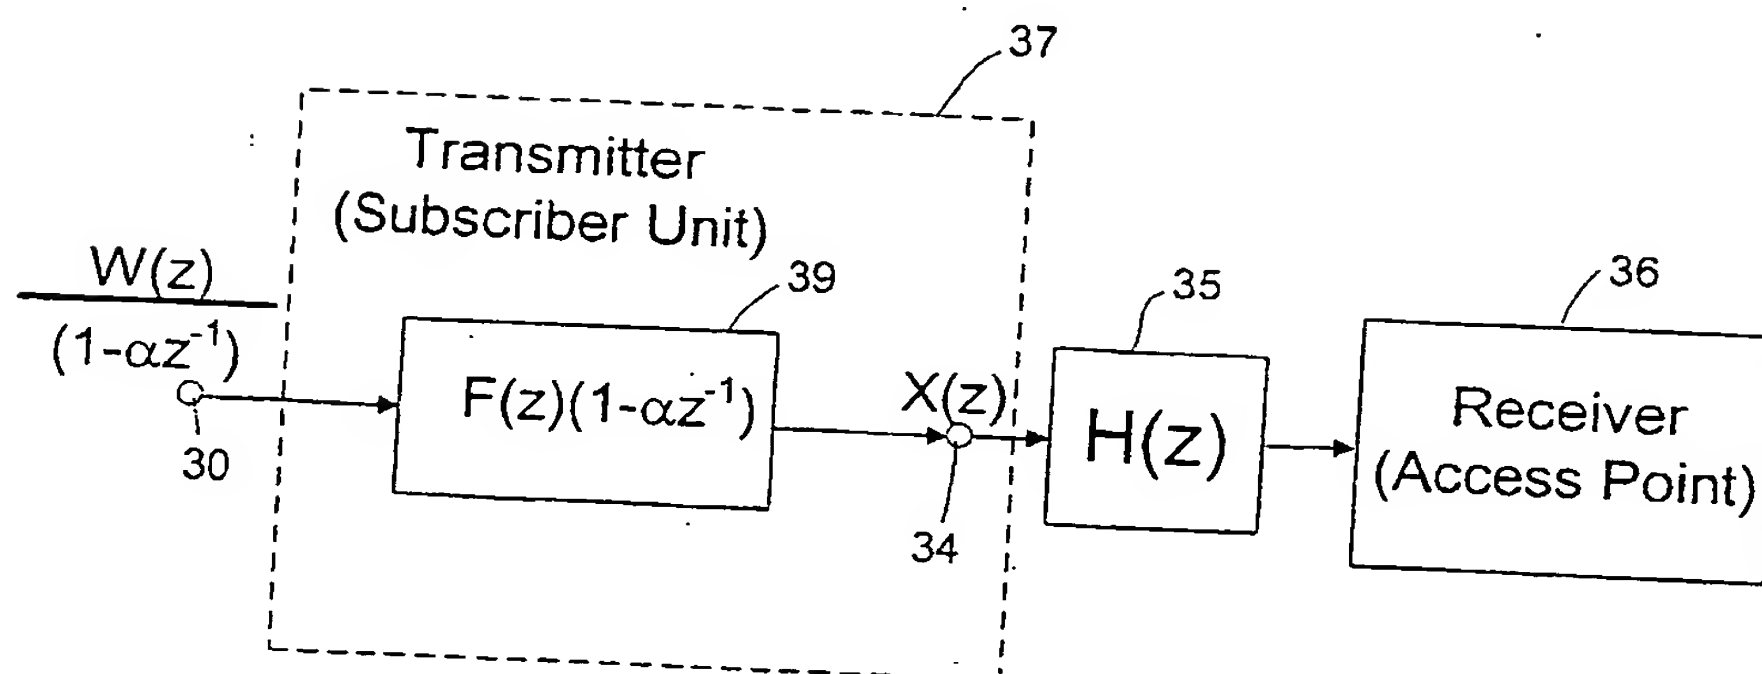 37
Transmitter
(Subscriber Unit)
W(z)
(1-αz⁻¹)
30
39
F(z)(1-αz⁻¹)
X(z)
34
35
H(z)
36
Receiver
(Access Point)